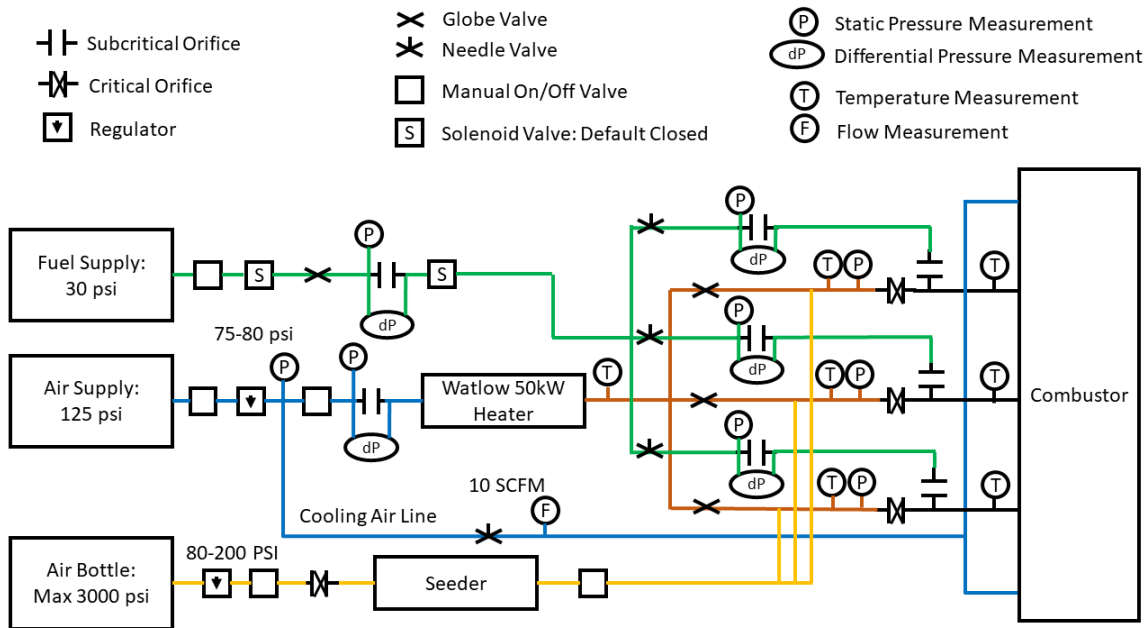 Globe Valve
Needle Valve
Manual On/Off Valve
S Solenoid Valve: Default Closed
Subcritical Orifice
Critical Orifice
Regulator
P Static Pressure Measurement
dP Differential Pressure Measurement
T Temperature Measurement
F Flow Measurement
Fuel Supply:
30 psi
S
P
dP
S
75-80 psi
Air Supply:
125 psi
P
P
dP
Watlow 50kW
Heater
T
10 SCFM
F
Cooling Air Line
80-200 PSI
Air Bottle:
Max 3000 psi
Seeder
P
dP
T P
T
P
dP
T P
T
P
dP
T P
T
Combustor